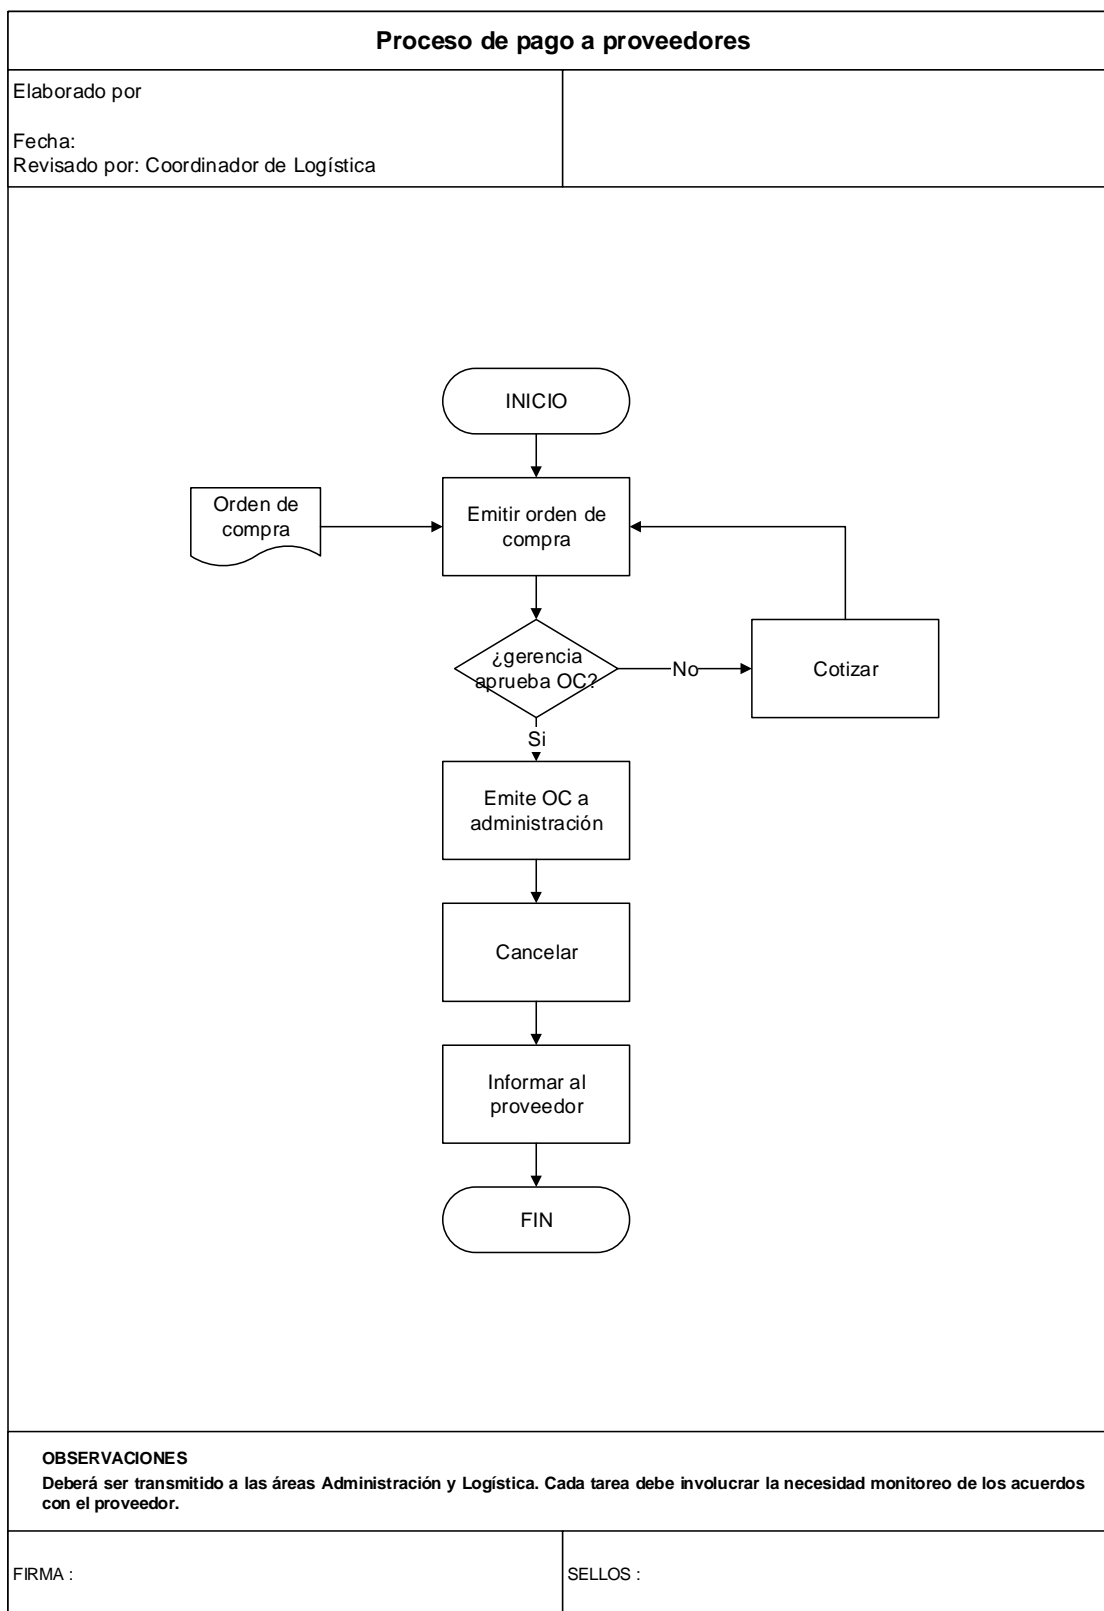 Proceso de pago a proveedores
Elaborado por
Fecha:
Revisado por: Coordinador de Logística
INICIO
Orden de
compra
Emitir orden de
compra
¿gerencia
aprueba OC?
No
Cotizar
Si
Emite OC a
administración
Cancelar
Informar al
proveedor
FIN
OBSERVACIONES
Deberá ser transmitido a las áreas Administración y Logística. Cada tarea debe involucrar la necesidad monitoreo de los acuerdos
con el proveedor.
FIRMA :
SELLOS :